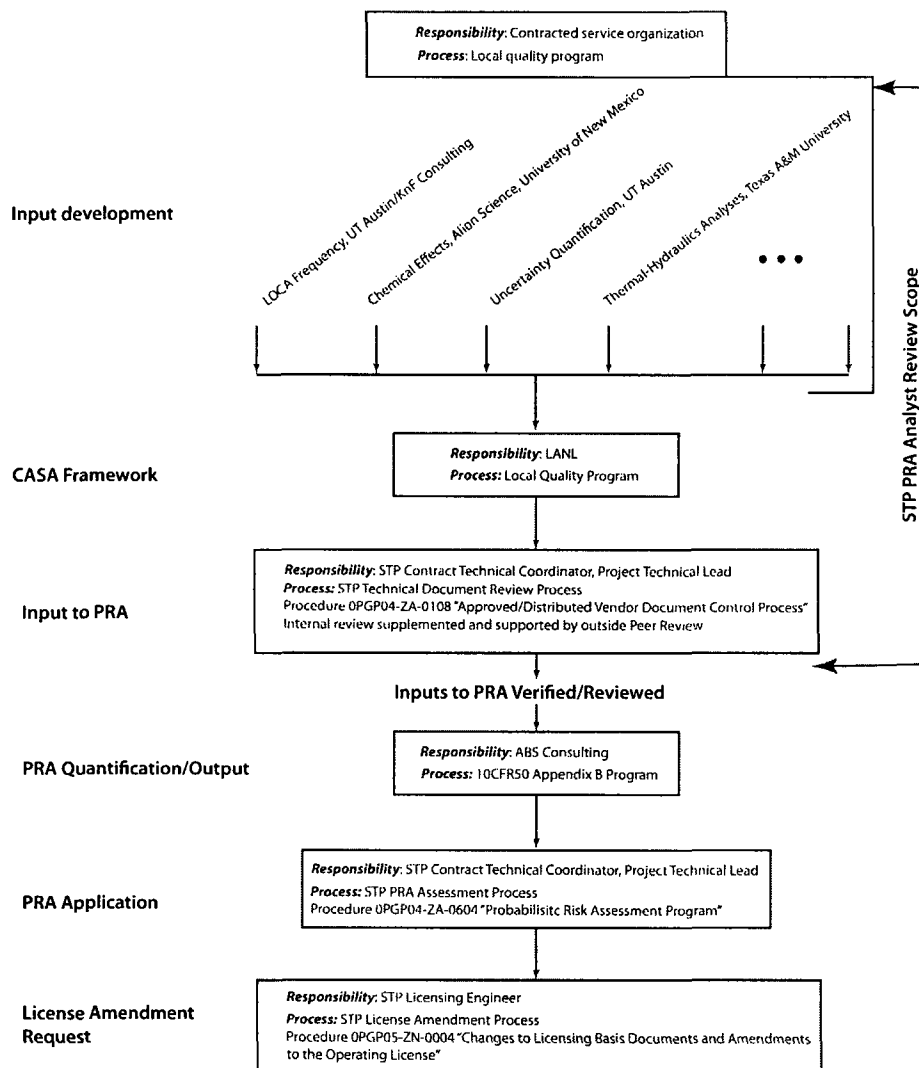 Responsibility: Contracted service organization
Process: Local quality program
Input development
LOCA Frequency, UT Austin/KnF Consulting
Chemical Effects, Alion Science, University of New Mexico
Uncertainty Quantification, UT Austin
Thermal-Hydraulics Analyses, Texas A&M University
• • •
STP PRA Analyst Review Scope
CASA Framework
Responsibility: LANL
Process: Local Quality Program
Input to PRA
Responsibility: STP Contract Technical Coordinator, Project Technical Lead
Process: STP Technical Document Review Process
Procedure 0PGP04-ZA-0108 "Approved/Distributed Vendor Document Control Process"
Internal review supplemented and supported by outside Peer Review
Inputs to PRA Verified/Reviewed
PRA Quantification/Output
Responsibility: ABS Consulting
Process: 10CFR50 Appendix B Program
PRA Application
Responsibility: STP Contract Technical Coordinator, Project Technical Lead
Process: STP PRA Assessment Process
Procedure 0PGP04-ZA-0604 "Probabilisitc Risk Assessment Program"
License Amendment
Request
Responsibility: STP Licensing Engineer
Process: STP License Amendment Process
Procedure 0PGP05-ZN-0004 "Changes to Licensing Basis Documents and Amendments
to the Operating License"